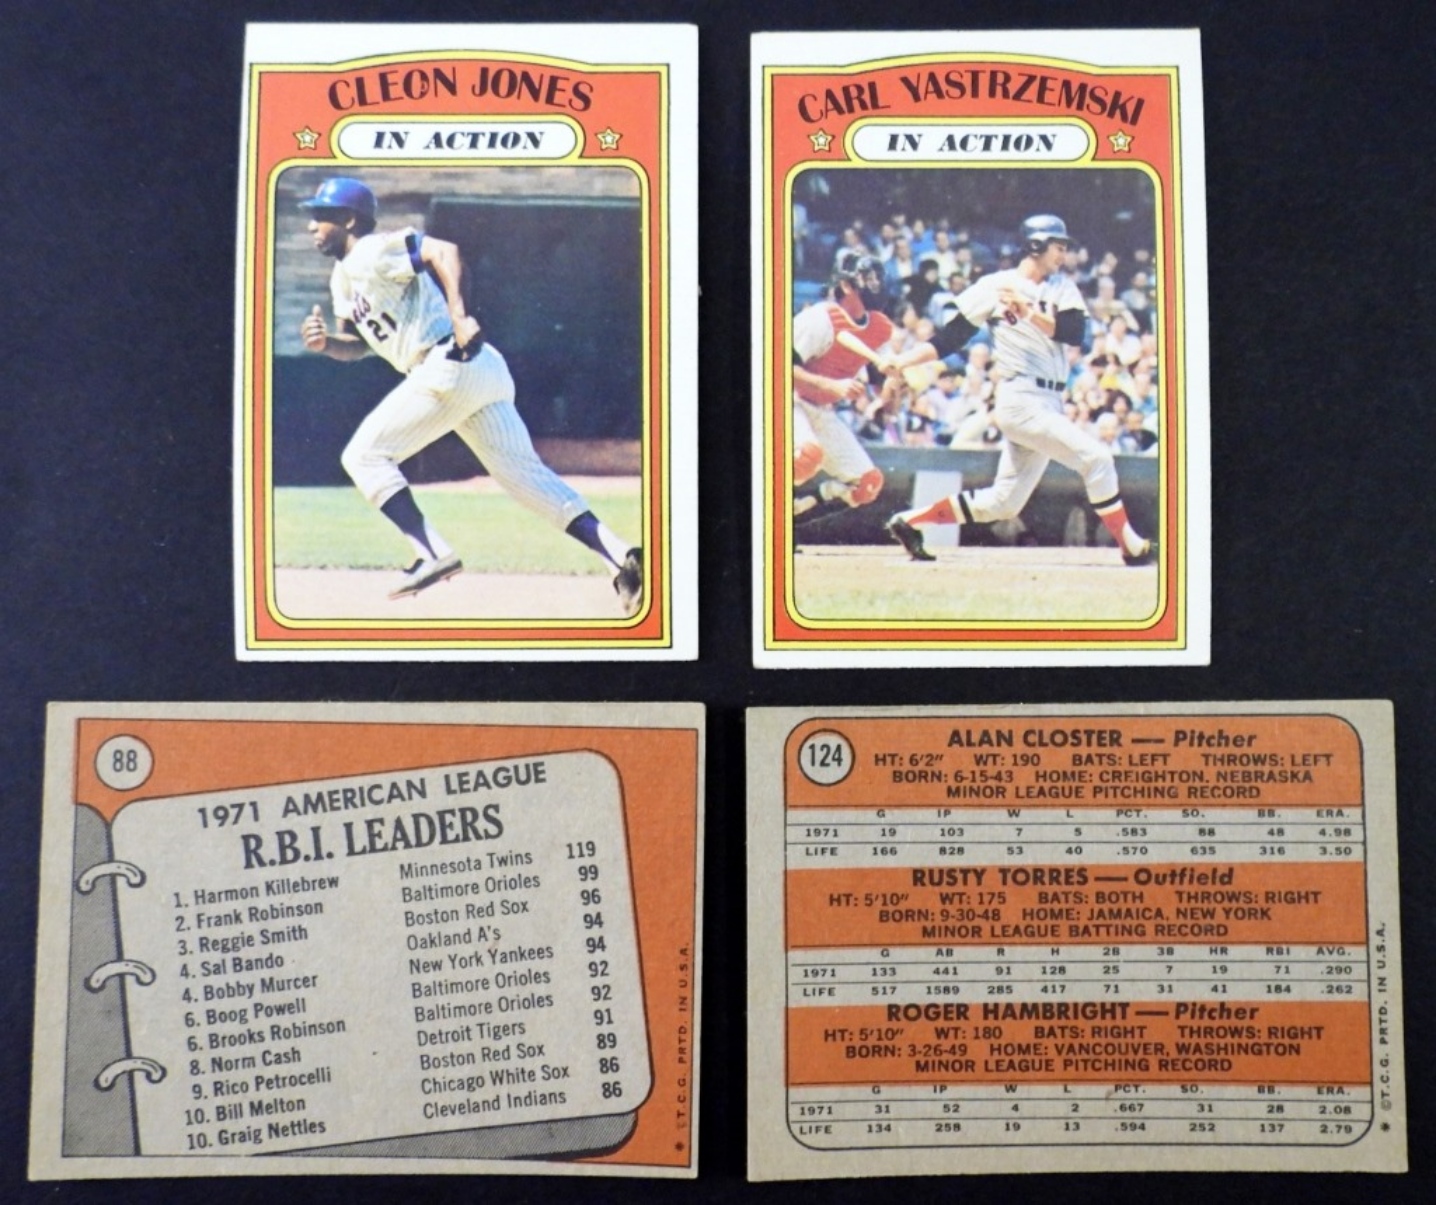 CLEON JONES
IN ACTION
21
CARL YASTRZEMSKI
IN ACTION
88
1971 AMERICAN LEAGUE
R.B.I. LEADERS
1. Harmon Killebrew Minnesota Twins 119
2. Frank Robinson Baltimore Orioles 99
3. Reggie Smith Boston Red Sox 96
4. Sal Bando Oakland A's 94
4. Bobby Murcer New York Yankees 94
6. Boog Powell Baltimore Orioles 92
6. Brooks Robinson Baltimore Orioles 92
8. Norm Cash Detroit Tigers 91
9. Rico Petrocelli Boston Red Sox 89
10. Bill Melton Chicago White Sox 86
10. Graig Nettles Cleveland Indians 86
* ©T.C.G. PRTD. IN U.S.A.
124
ALAN CLOSTER — Pitcher
HT: 6'2" WT: 190 BATS: LEFT THROWS: LEFT
BORN: 6-15-43 HOME: CREIGHTON, NEBRASKA
MINOR LEAGUE PITCHING RECORD
G IP W L PCT. SO. BB. ERA.
1971 19 103 7 5 .583 88 48 4.98
LIFE 166 828 53 40 .570 635 316 3.50
RUSTY TORRES — Outfield
HT: 5'10" WT: 175 BATS: BOTH THROWS: RIGHT
BORN: 9-30-48 HOME: JAMAICA, NEW YORK
MINOR LEAGUE BATTING RECORD
G AB R H 2B 3B HR RBI AVG.
1971 133 441 91 128 25 7 19 71 .290
LIFE 517 1589 285 417 71 31 41 184 .262
ROGER HAMBRIGHT — Pitcher
HT: 5'10" WT: 180 BATS: RIGHT THROWS: RIGHT
BORN: 3-26-49 HOME: VANCOUVER, WASHINGTON
MINOR LEAGUE PITCHING RECORD
G IP W L PCT. SO. BB. ERA.
1971 31 52 4 2 .667 31 28 2.08
LIFE 134 258 19 13 .594 252 137 2.79
* ©T.C.G. PRTD. IN U.S.A.